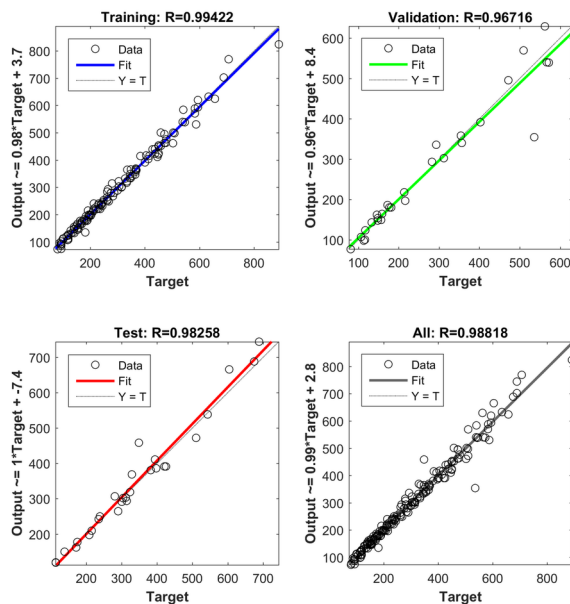 Training: R=0.99422
Output ~= 0.98*Target + 3.7
800
700
600
500
400
300
200
100
Data
Fit
Y = T
200
400
600
800
Target
Validation: R=0.96716
Output ~= 0.96*Target + 8.4
600
500
400
300
200
100
Data
Fit
Y = T
100
200
300
400
500
600
Target
Test: R=0.98258
Output ~= 1*Target + -7.4
700
600
500
400
300
200
Data
Fit
Y = T
200
300
400
500
600
700
Target
All: R=0.98818
Output ~= 0.99*Target + 2.8
800
700
600
500
400
300
200
100
Data
Fit
Y = T
200
400
600
800
Target